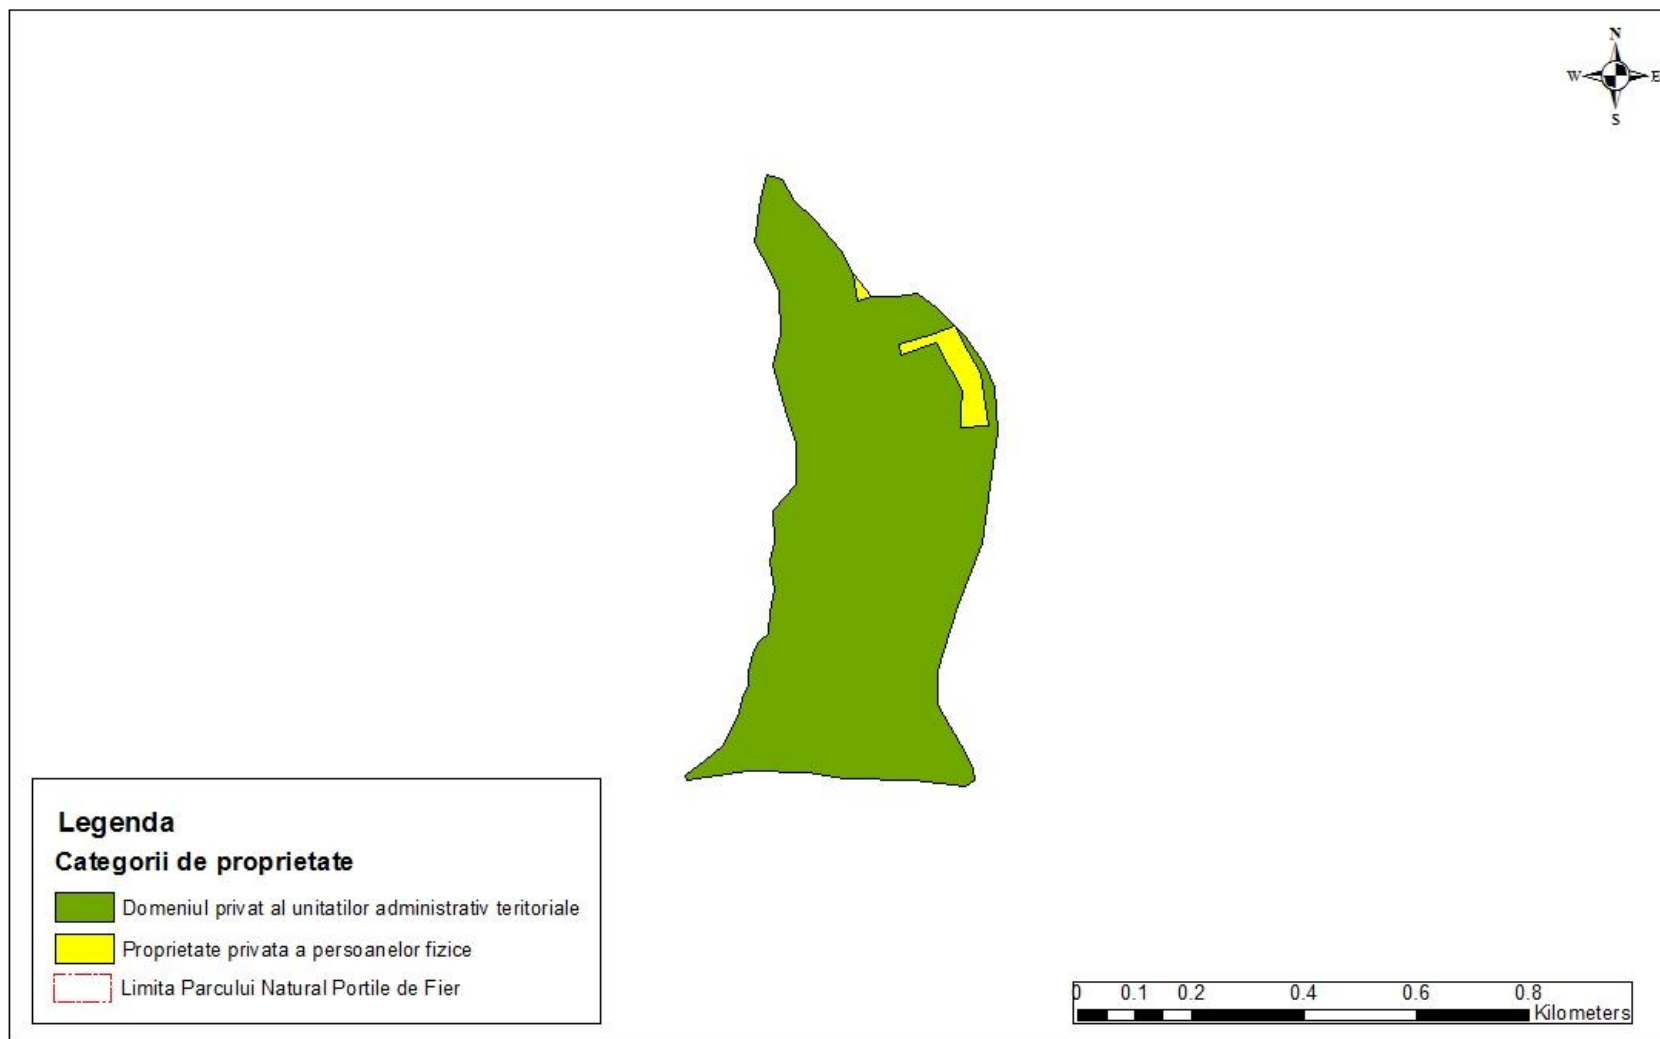 N
W E
S
Legenda
Categorii de proprietate
Domeniul privat al unitatilor administrativ teritoriale
Proprietate privata a persoanelor fizice
Limita Parcului Natural Portile de Fier
0 0.1 0.2 0.4 0.6 0.8
Kilometers